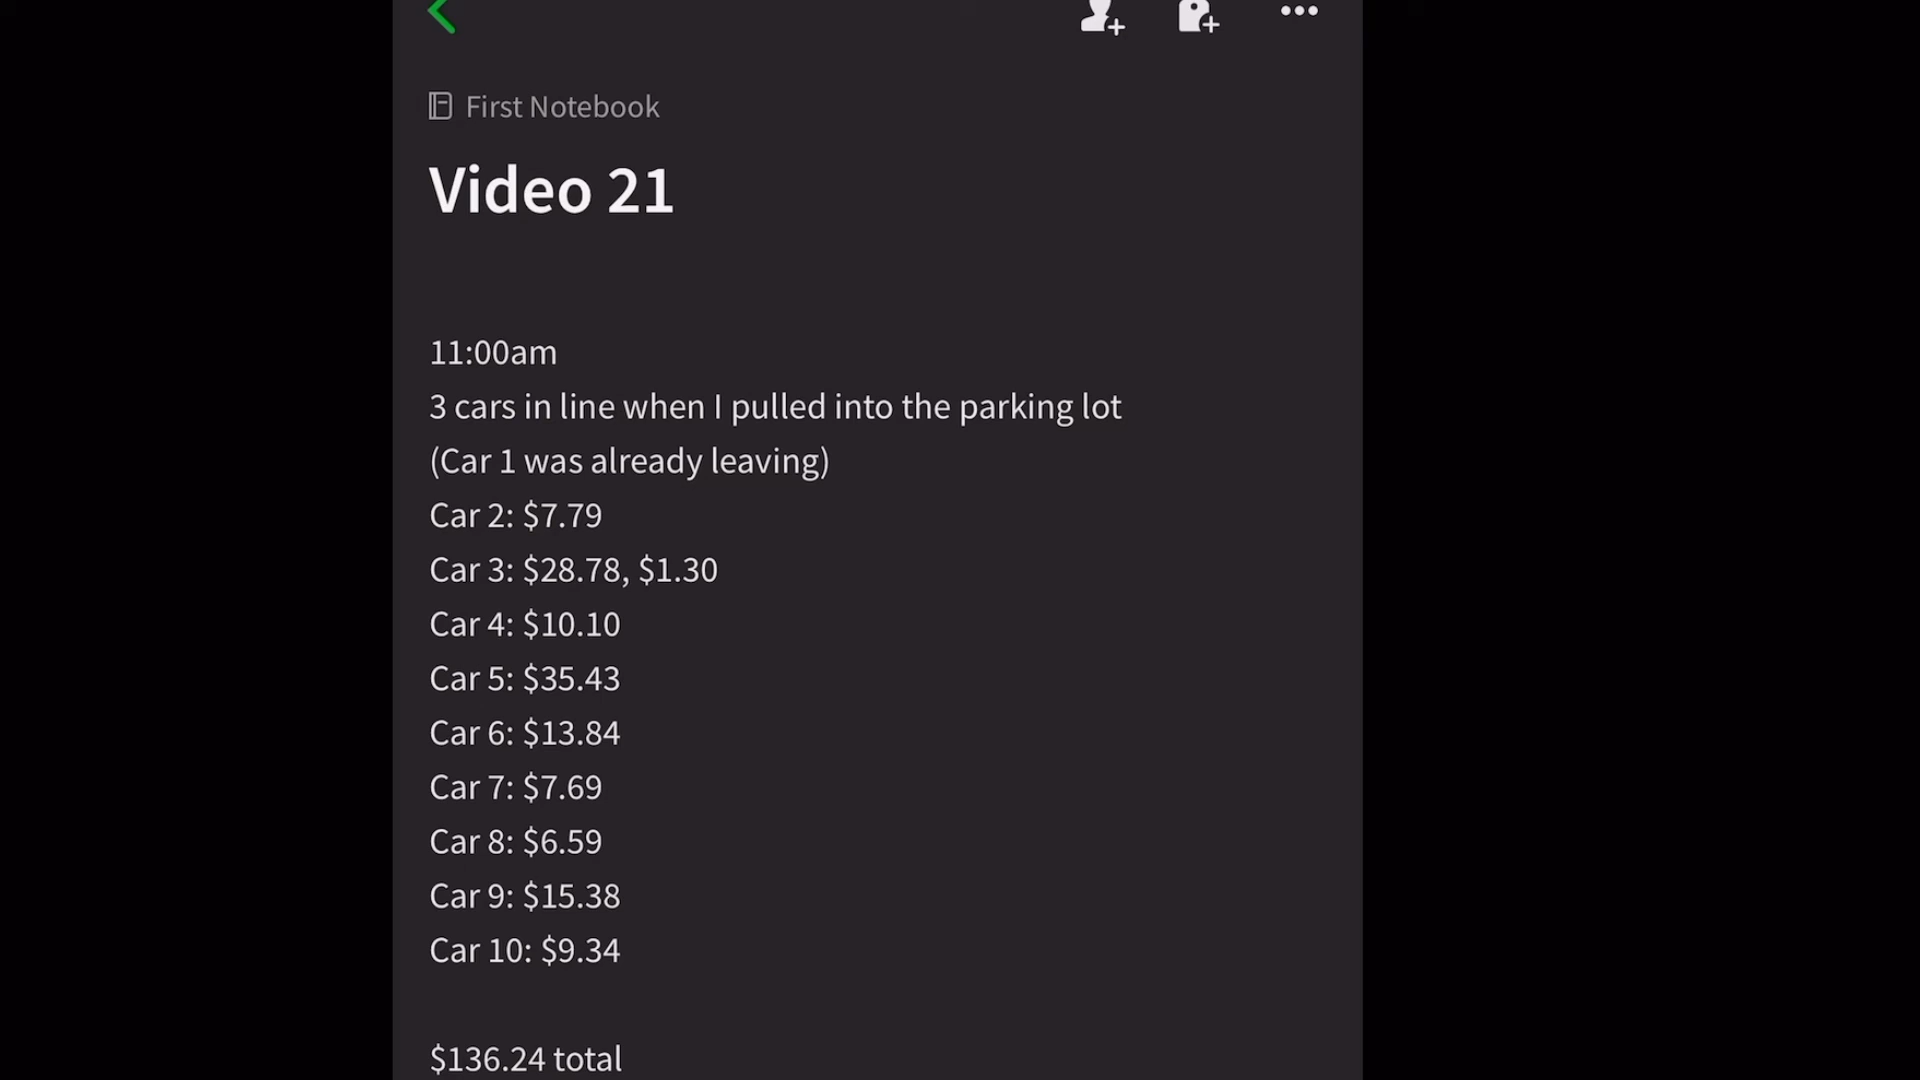 First Notebook
Video 21
11:00am
3 cars in line when I pulled into the parking lot
(Car 1 was already leaving)
Car 2: $7.79
Car 3: $28.78, $1.30
Car 4: $10.10
Car 5: $35.43
Car 6: $13.84
Car 7: $7.69
Car 8: $6.59
Car 9: $15.38
Car 10: $9.34
$136.24 total